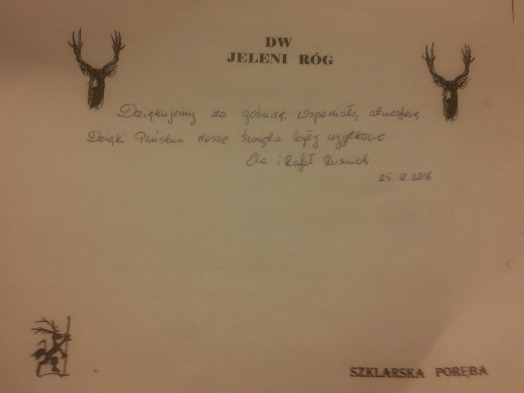 DW
JELENI RÓG
Dziękujemy za gościnę, wspaniałą atmosferę
Dzięki Państwu nasze Święta były wyjątkowe
Ela i Rafał
25.12.2016
SZKLARSKA PORĘBA